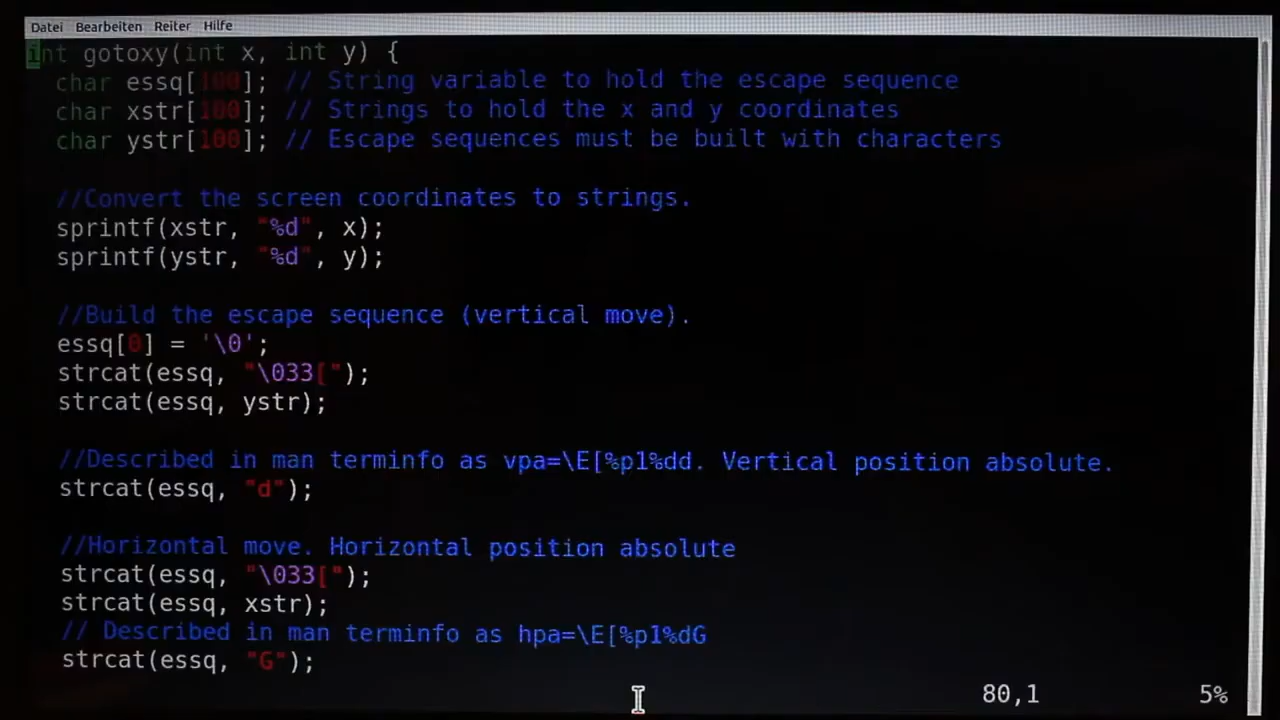 Datei Bearbeiten Reiter Hilfe
int gotoxy(int x, int y) {
char essq[100]; // String variable to hold the escape sequence
char xstr[100]; // Strings to hold the x and y coordinates
char ystr[100]; // Escape sequences must be built with characters
//Convert the screen coordinates to strings.
sprintf(xstr, "%d", x);
sprintf(ystr, "%d", y);
//Build the escape sequence (vertical move).
essq[0] = '\0';
strcat(essq, "\033[");
strcat(essq, ystr);
//Described in man terminfo as vpa=\E[%p1%dd. Vertical position absolute.
strcat(essq, "d");
//Horizontal move. Horizontal position absolute
strcat(essq, "\033[");
strcat(essq, xstr);
// Described in man terminfo as hpa=\E[%p1%dG
strcat(essq, "G");
80,1 5%